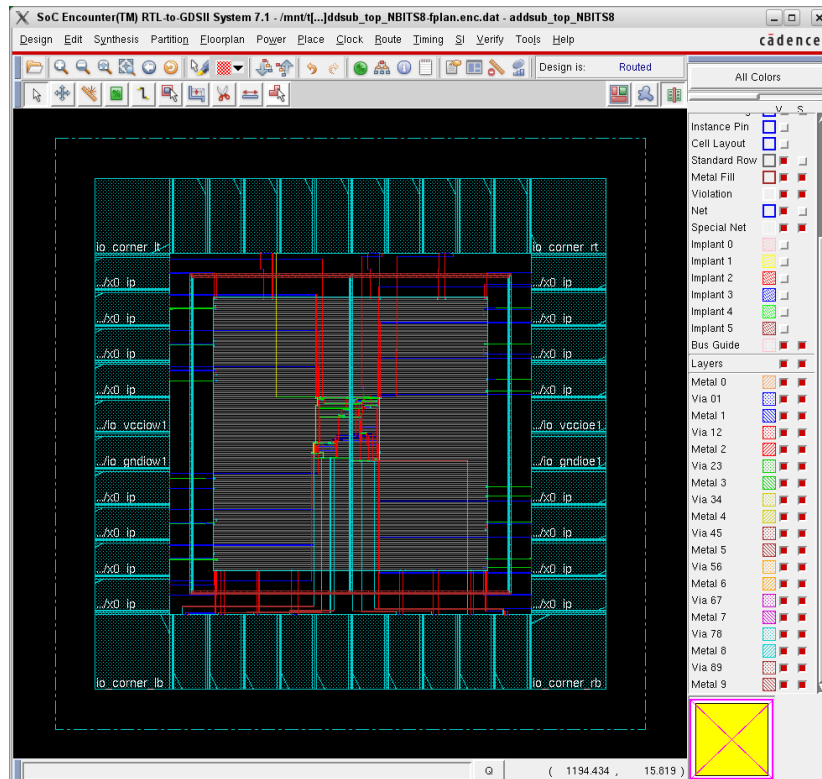 SoC Encounter(TM) RTL-to-GDSII System 7.1 - /mnt/t[...]ddsub_top_NBITS8-fplan.enc.dat - addsub_top_NBITS8
Design Edit Synthesis Partition Floorplan Power Place Clock Route Timing SI Verify Tools Help
cādence
Design is: Routed
All Colors
V S
Instance Pin
Cell Layout
Standard Row
Metal Fill
Violation
Net
Special Net
Implant 0
Implant 1
Implant 2
Implant 3
Implant 4
Implant 5
Bus Guide
Layers
Metal 0
Via 01
Metal 1
Via 12
Metal 2
Via 23
Metal 3
Via 34
Metal 4
Via 45
Metal 5
Via 56
Metal 6
Via 67
Metal 7
Via 78
Metal 8
Via 89
Metal 9
io_corner_lt
io_corner_rt
.../x0_ip
.../x0_ip
.../x0_ip
.../x0_ip
.../io_vcciow1
.../io_gndiow1
.../x0_ip
.../x0_ip
.../x0_ip
.../x0_ip
.../x0_ip
.../x0_ip
.../x0_ip
.../x0_ip
.../io_vccioe1
.../io_gndioe1
.../x0_ip
.../x0_ip
.../x0_ip
.../x0_ip
io_corner_lb
io_corner_rb
Q
( 1194.434 , 15.819 )